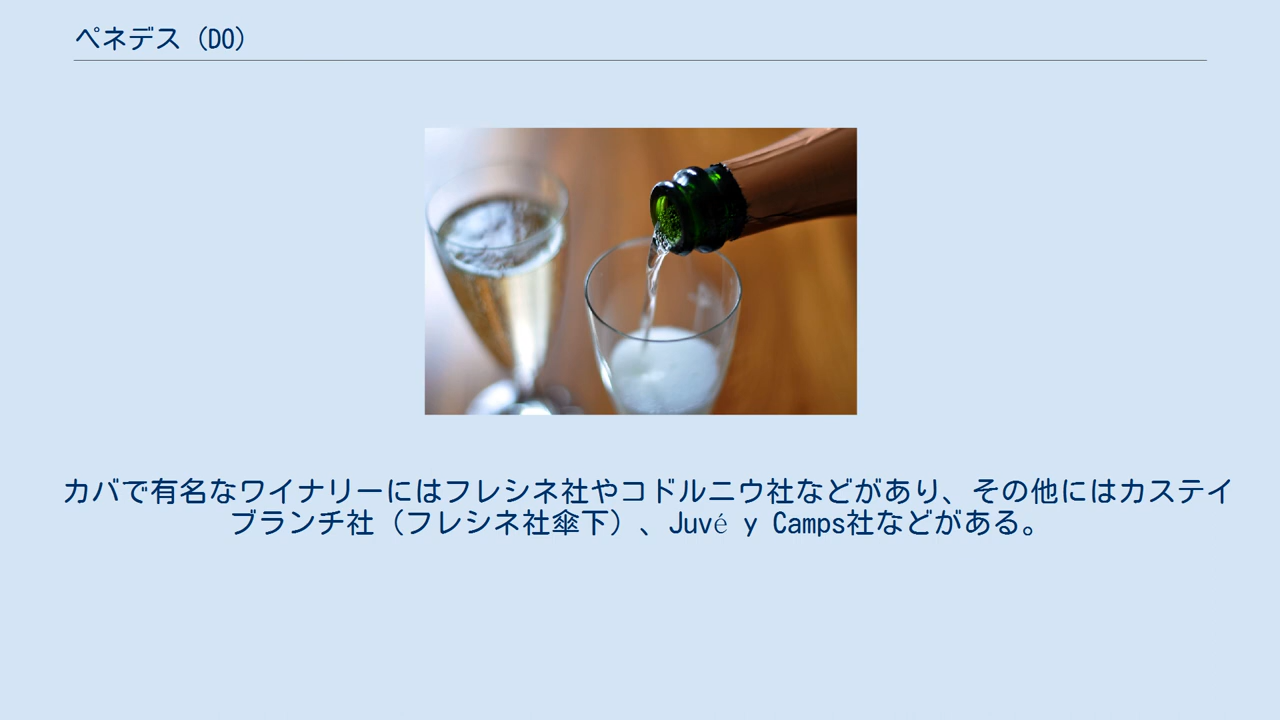 ペネデス（DO）
カバで有名なワイナリーにはフレシネ社やコドルニウ社などがあり、その他にはカステイ
ブランチ社（フレシネ社傘下）、Juvé y Camps社などがある。